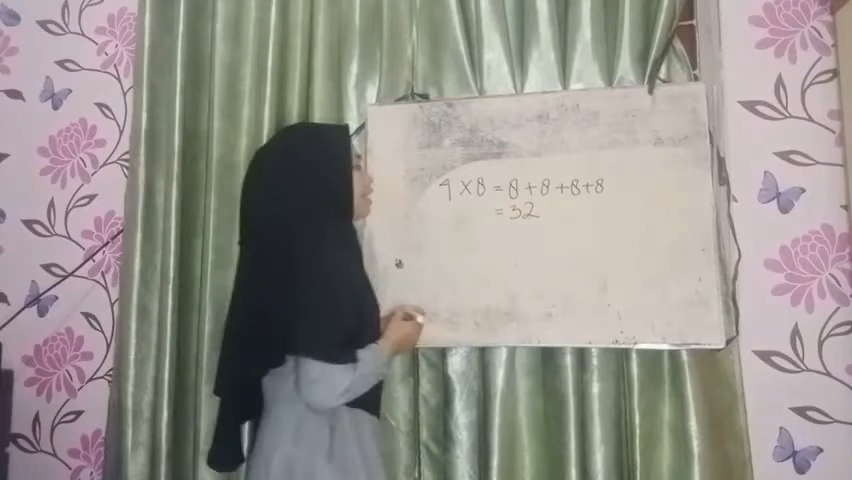 4 × 8 = 8 + 8 + 8 + 8
= 32